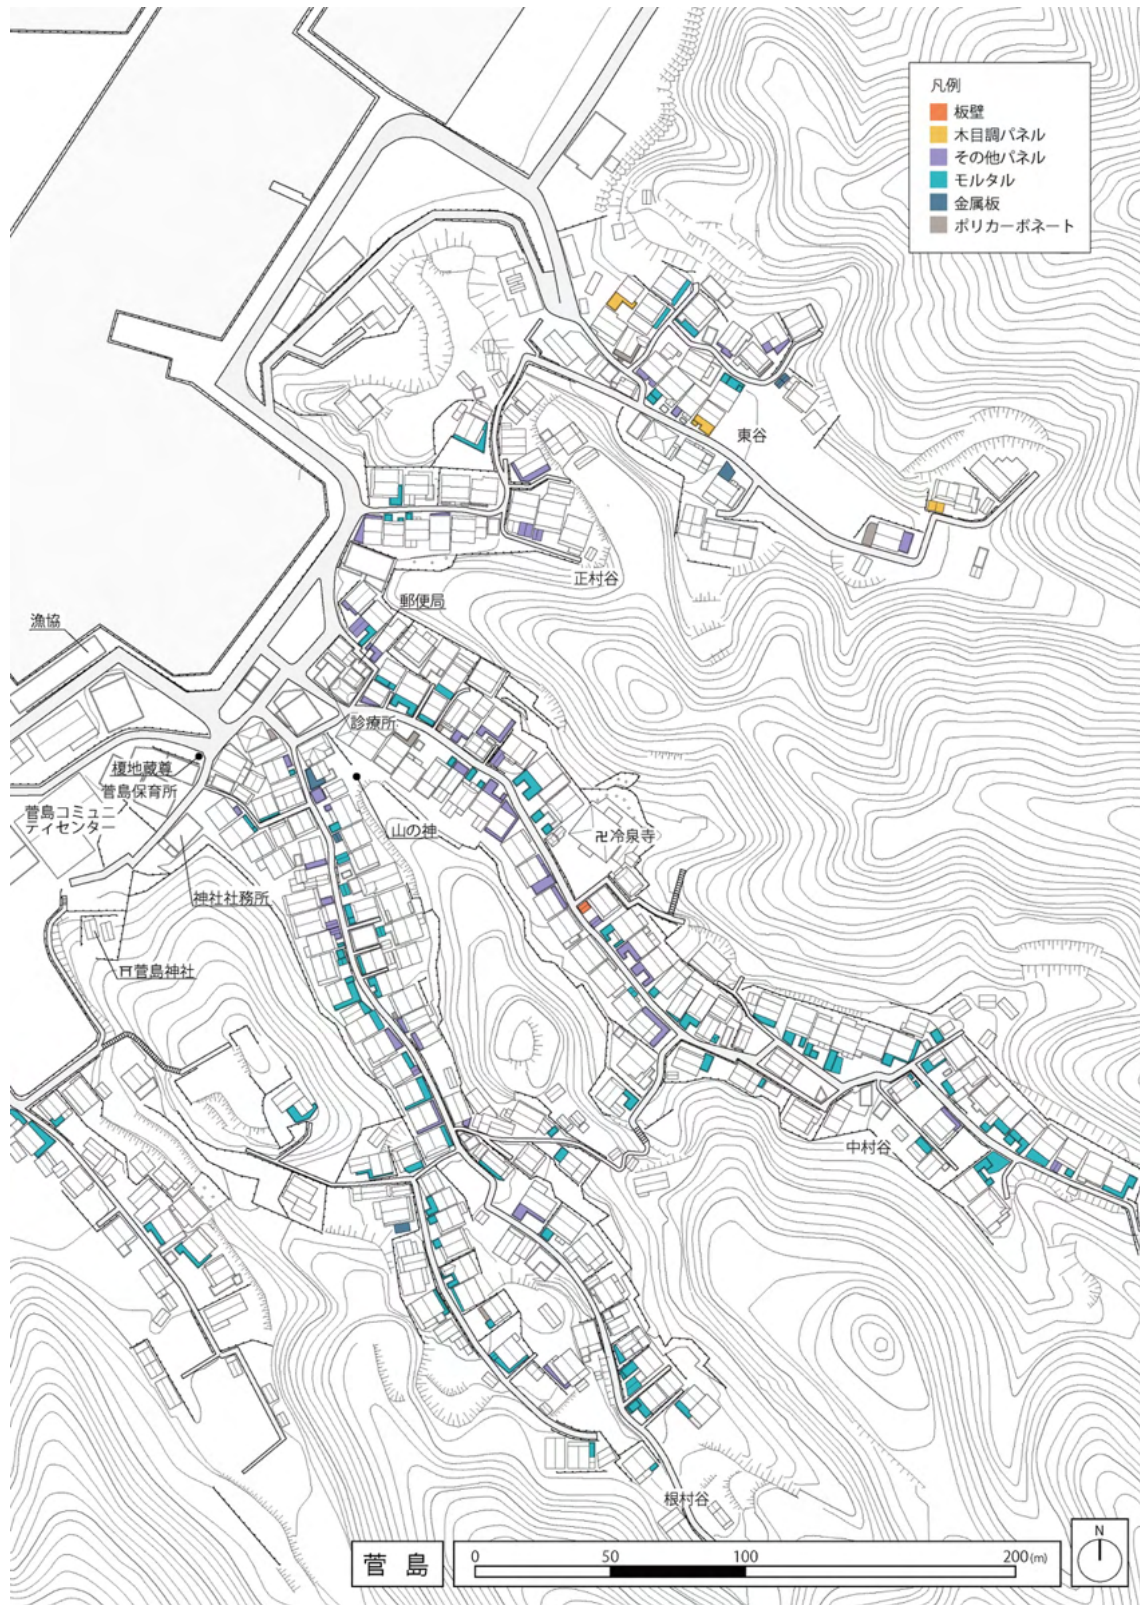 凡例
板壁
木目調パネル
その他パネル
モルタル
金属板
ポリカーボネート
東谷
正村谷
郵便局
漁協
診療所
榎地蔵尊
菅島保育所
菅島コミュニ
ティセンター
山の神
卍冷泉寺
神社社務所
菅島神社
中村谷
根村谷
菅島
0 50 100 200(m)
N